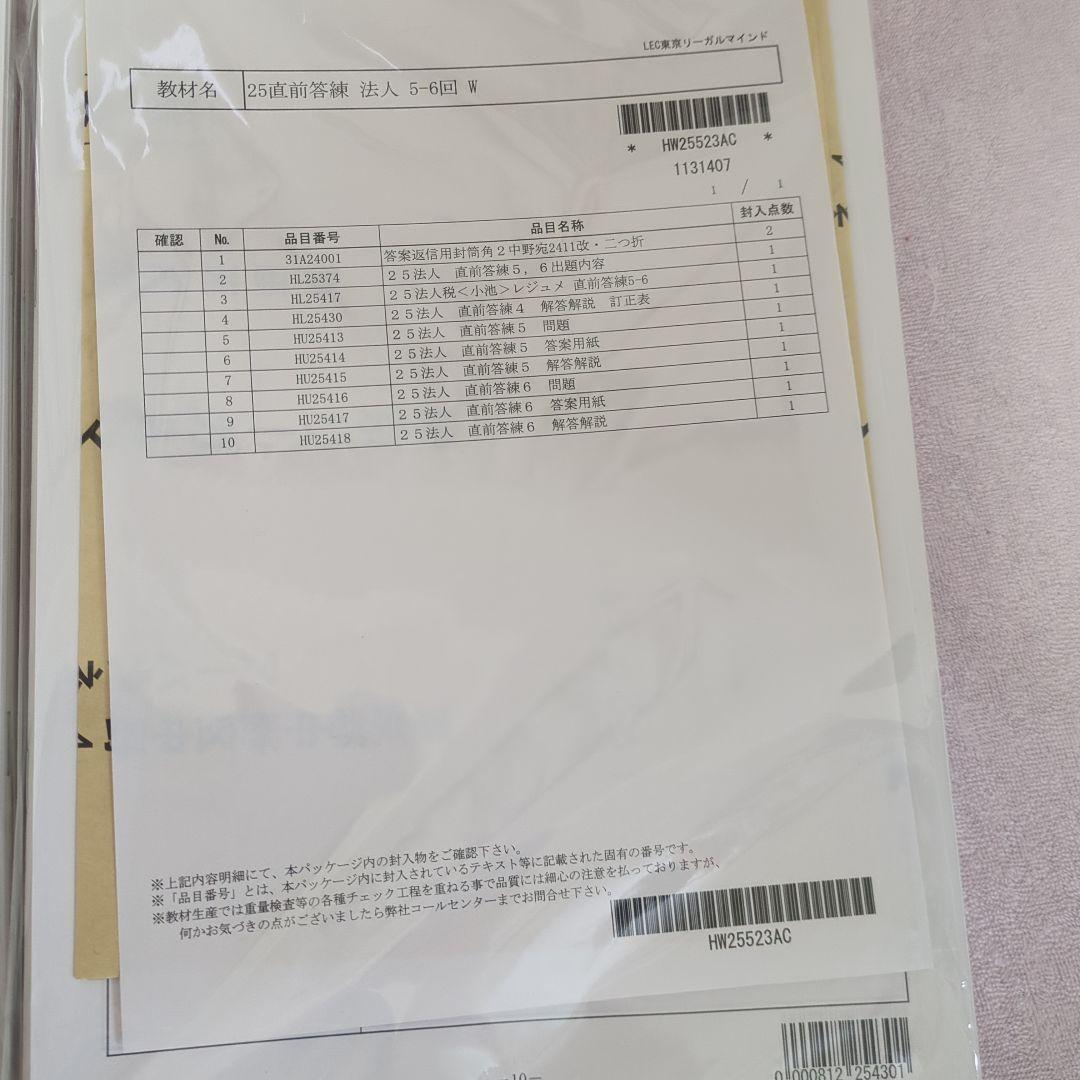 LEC東京リーガルマインド
教材名 25直前答練 法人 5-6回 W
* HW25523AC *
1131407
1 / 1
確認 No. 品目番号 品目名称 封入点数
1 31A24001 答案返信用封筒角2中野宛2411改・二つ折 2
2 HL25374 25法人 直前答練5,6出題内容 1
3 HL25417 25法人税<小池>レジュメ 直前答練5-6 1
4 HL25430 25法人 直前答練4 解答解説 訂正表 1
5 HU25413 25法人 直前答練5 問題 1
6 HU25414 25法人 直前答練5 答案用紙 1
7 HU25415 25法人 直前答練5 解答解説 1
8 HU25416 25法人 直前答練6 問題 1
9 HU25417 25法人 直前答練6 答案用紙 1
10 HU25418 25法人 直前答練6 解答解説 1
※上記内容明細にて、本パッケージ内の封入物をご確認下さい。
※「品目番号」とは、本パッケージ内に封入されているテキスト等に記載された固有の番号です。
※教材生産では重量検査等の各種チェック工程を重ねる事で品質には細心の注意を払っておりますが、
何かお気づきの点がございましたら弊社コールセンターまでお問合せ下さい。
HW25523AC
-10-
0 000812 254301